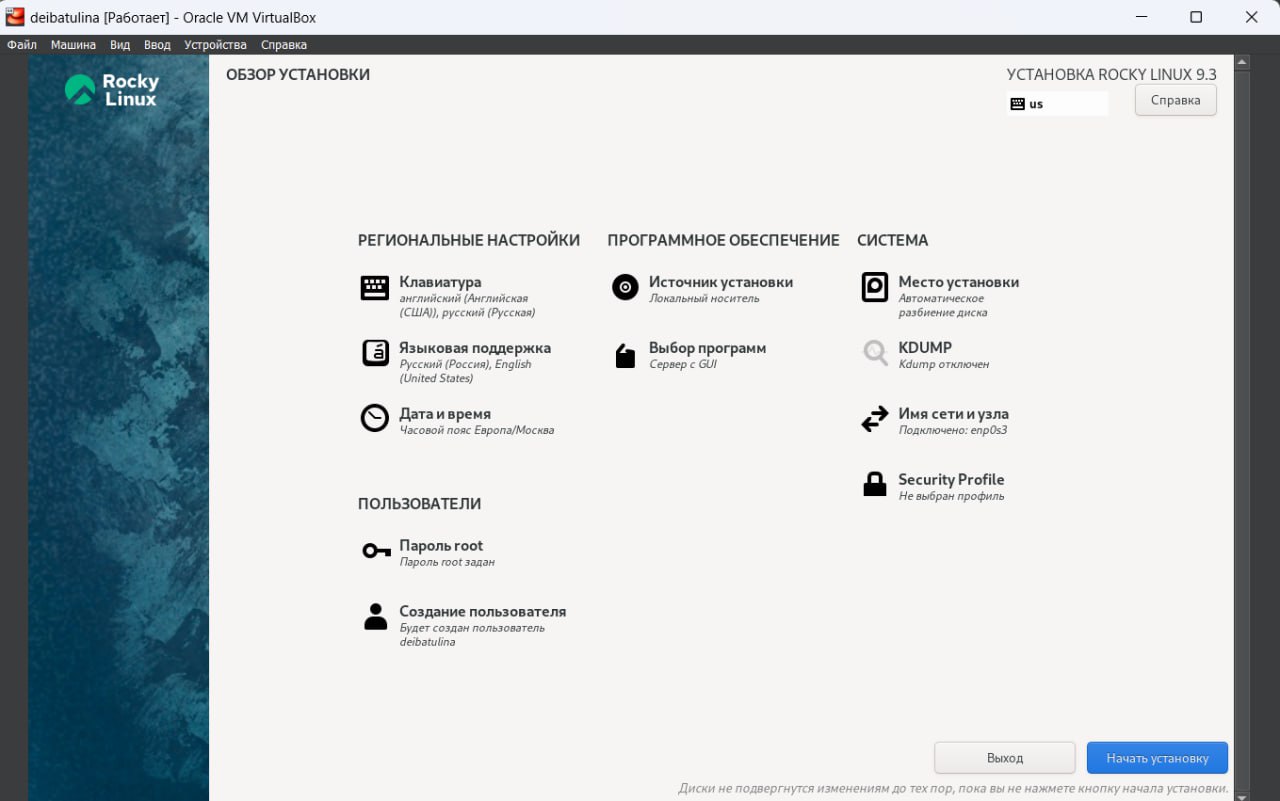 deibatulina [Работает] - Oracle VM VirtualBox
Файл Машина Вид Ввод Устройства Справка
Rocky
Linux
ОБЗОР УСТАНОВКИ
УСТАНОВКА ROCKY LINUX 9.3
us
Справка
РЕГИОНАЛЬНЫЕ НАСТРОЙКИ
Клавиатура
английский (Английская
(США)), русский (Русская)
Языковая поддержка
Русский (Россия), English
(United States)
Дата и время
Часовой пояс Европа/Москва
ПРОГРАММНОЕ ОБЕСПЕЧЕНИЕ
Источник установки
Локальный носитель
Выбор программ
Сервер с GUI
СИСТЕМА
Место установки
Автоматическое
разбиение диска
KDUMP
Kdump отключен
Имя сети и узла
Подключено: enp0s3
Security Profile
Не выбран профиль
ПОЛЬЗОВАТЕЛИ
Пароль root
Пароль root задан
Создание пользователя
Будет создан пользователь
deibatulina
Выход
Начать установку
Диски не подвергнутся изменениям до тех пор, пока вы не нажмете кнопку начала установки.